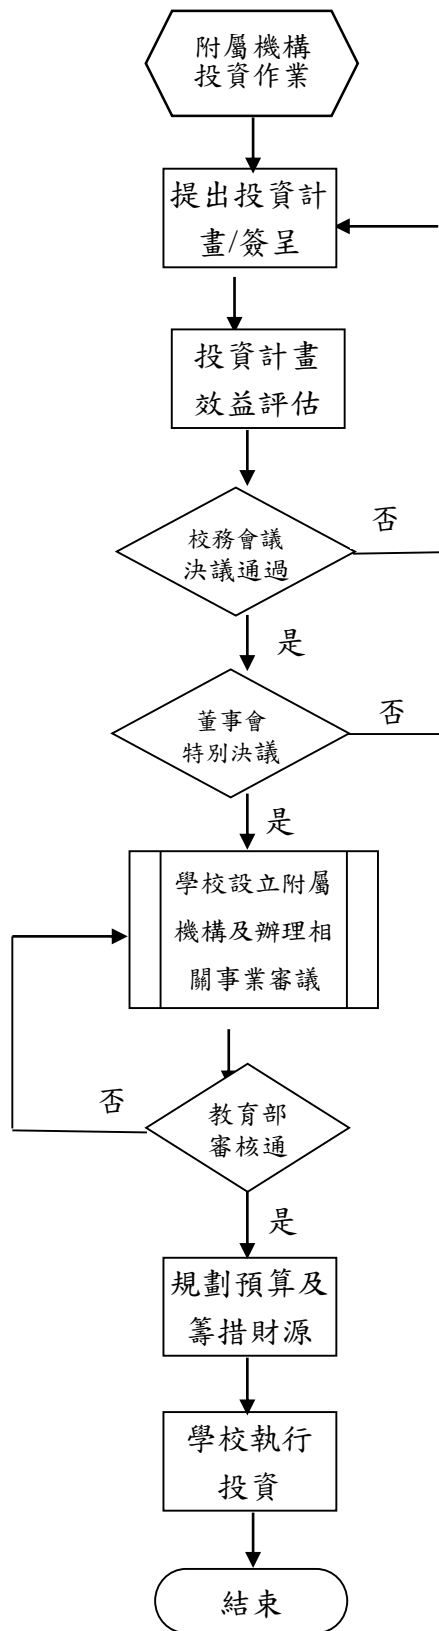 附屬機構
投資作業
提出投資計
畫/簽呈
投資計畫
效益評估
校務會議
決議通過
否
是
董事會
特別決議
否
是
學校設立附屬
機構及辦理相
關事業審議
教育部
審核通
否
是
規劃預算及
籌措財源
學校執行
投資
結束